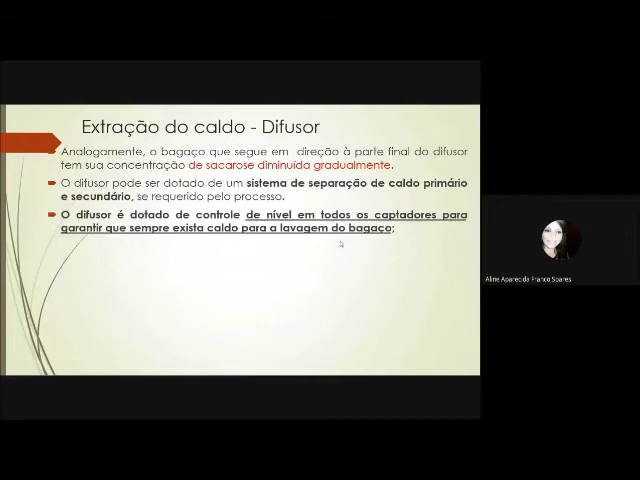 Extração do caldo - Difusor
Analogamente, o bagaço que segue em direção à parte final do difusor
tem sua concentração de sacarose diminuída gradualmente.
O difusor pode ser dotado de um sistema de separação de caldo primário
e secundário, se requerido pelo processo.
O difusor é dotado de controle de nível em todos os captadores para
garantir que sempre exista caldo para a lavagem do bagaço;
Aline Aparecida Franco Soares